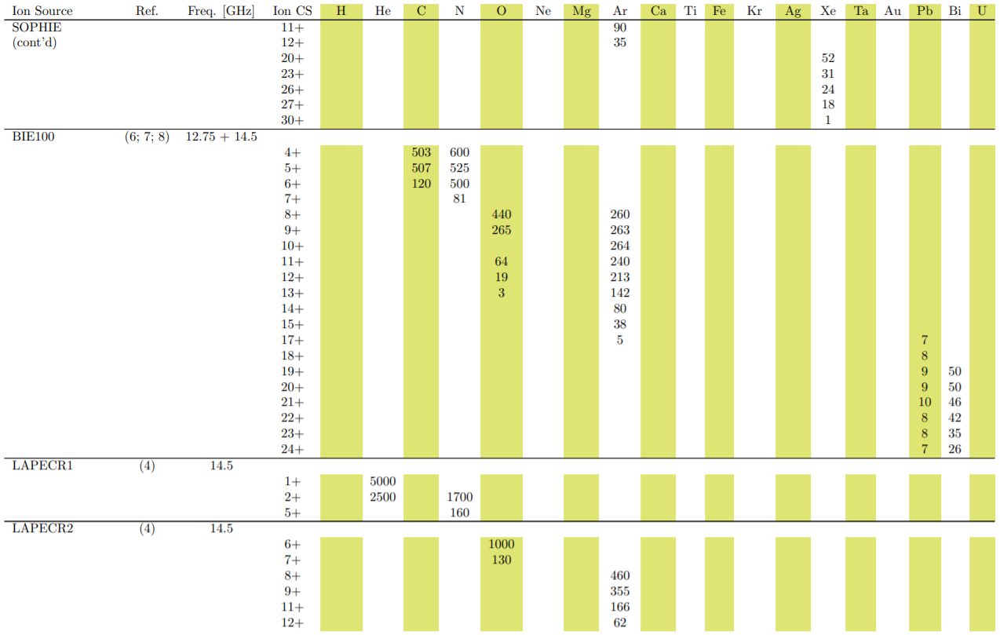 Ion Source Ref. Freq. [GHz] Ion CS H He C N O Ne Mg Ar Ca Ti Fe Kr Ag Xe Ta Au Pb Bi U
SOPHIE 11+ 90
(cont'd) 12+ 35
20+ 52
23+ 31
26+ 24
27+ 18
30+ 1
BIE100 (6; 7; 8) 12.75 + 14.5
4+ 503 600
5+ 507 525
6+ 120 500
7+ 81
8+ 440 260
9+ 265 263
10+ 264
11+ 64 240
12+ 19 213
13+ 3 142
14+ 80
15+ 38
17+ 5 7
18+ 8
19+ 9 50
20+ 9 50
21+ 10 46
22+ 8 42
23+ 8 35
24+ 7 26
LAPECR1 (4) 14.5
1+ 5000
2+ 2500 1700
5+ 160
LAPECR2 (4) 14.5
6+ 1000
7+ 130
8+ 460
9+ 355
11+ 166
12+ 62